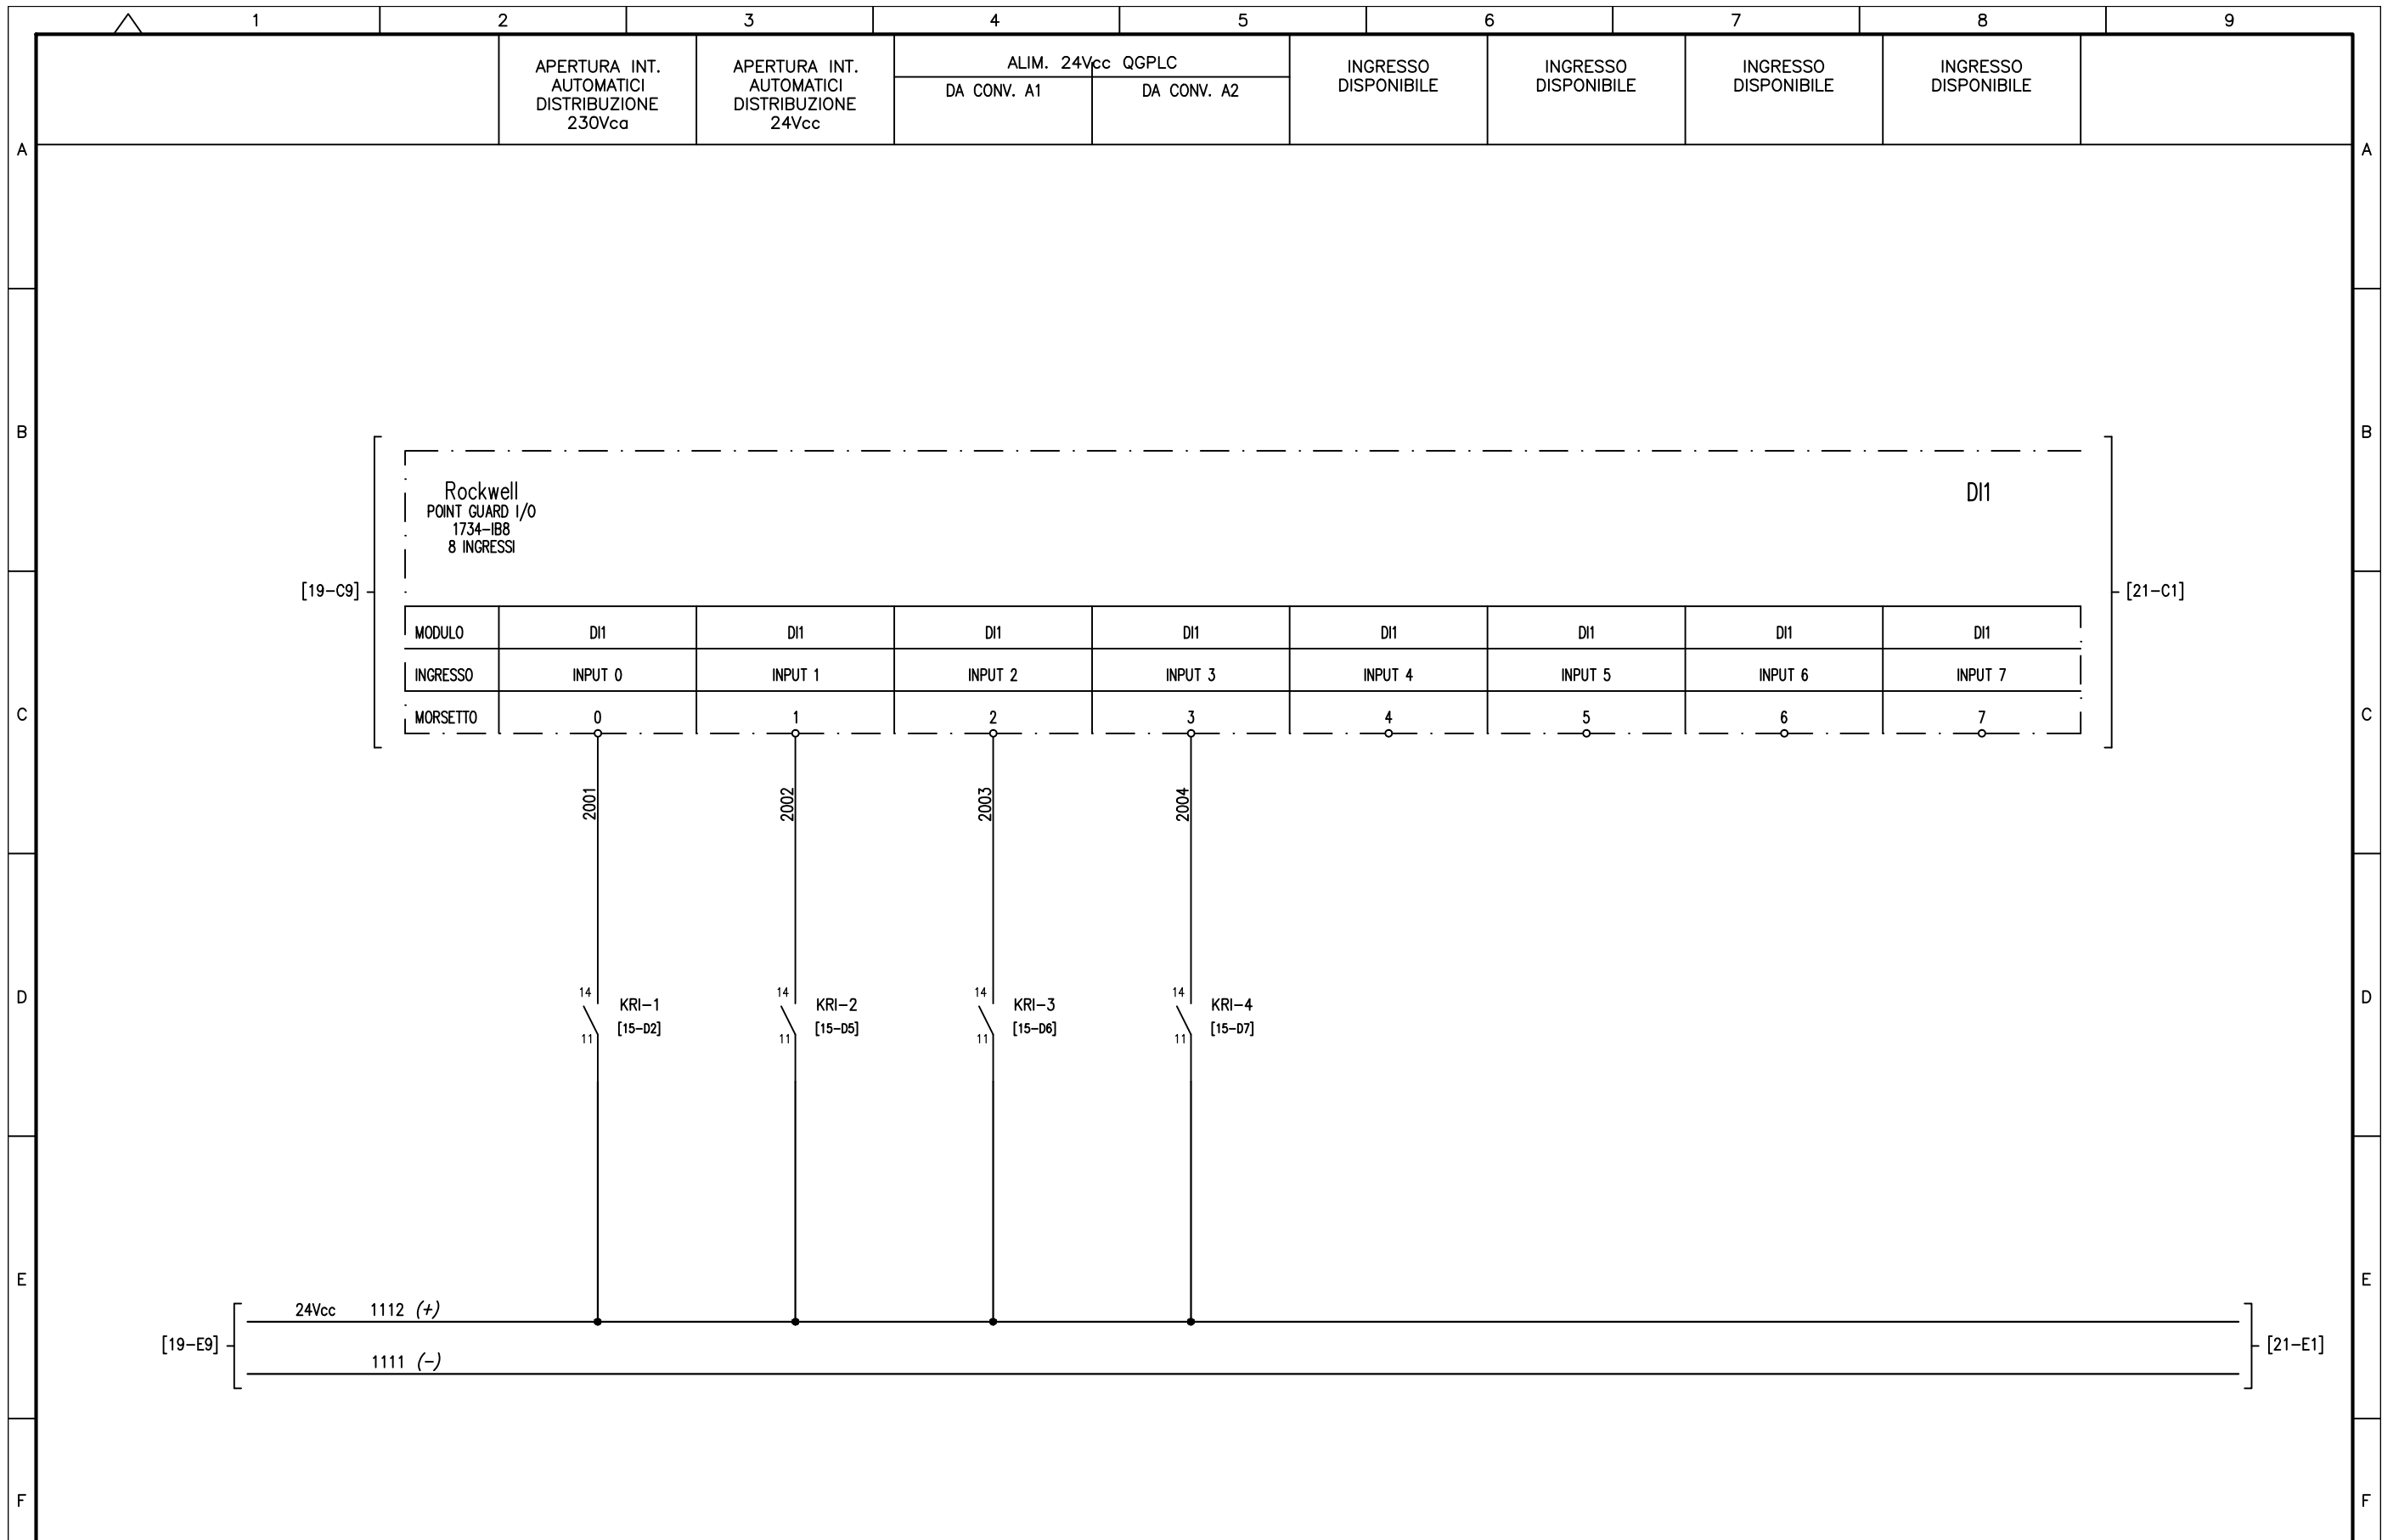 1 2 3 4 5 6 7 8 9
APERTURA INT.
AUTOMATICI
DISTRIBUZIONE
230Vca
APERTURA INT.
AUTOMATICI
DISTRIBUZIONE
24Vcc
ALIM. 24Vcc QGPLC
DA CONV. A1
DA CONV. A2
INGRESSO
DISPONIBILE
INGRESSO
DISPONIBILE
INGRESSO
DISPONIBILE
INGRESSO
DISPONIBILE
A A
B B
Rockwell
POINT GUARD I/O
1734-IB8
8 INGRESSI
DI1
[19-C9]
[21-C1]
MODULO DI1 DI1 DI1 DI1 DI1 DI1 DI1 DI1
INGRESSO INPUT 0 INPUT 1 INPUT 2 INPUT 3 INPUT 4 INPUT 5 INPUT 6 INPUT 7
C C
MORSETTO 0 1 2 3 4 5 6 7
2001 2002 2003 2004
D D
14 KRI-1
11 [15-D2]
14 KRI-2
11 [15-D5]
14 KRI-3
11 [15-D6]
14 KRI-4
11 [15-D7]
E E
24Vcc 1112 (+)
[19-E9]
[21-E1]
1111 (-)
F F